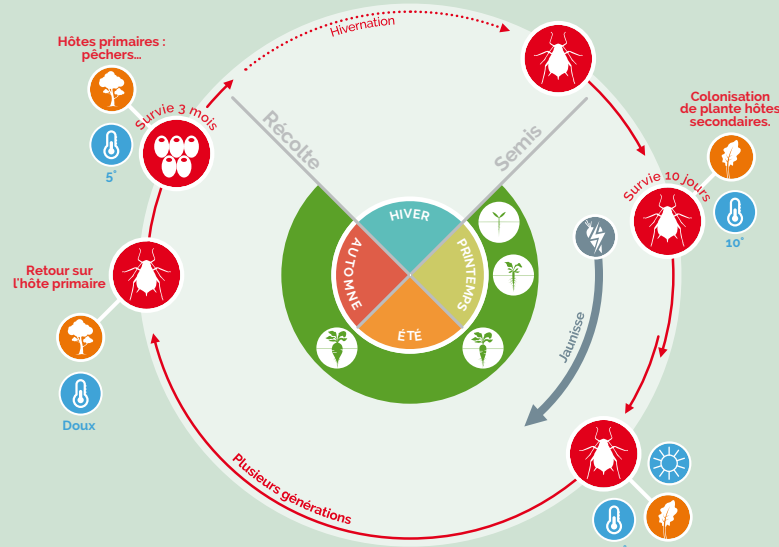 Hivernation
Hôtes primaires :
pêchers...
Survie 3 mois
5°
Récolte
Semis
Colonisation
de plante hôtes
secondaires.
Survie 10 jours
10°
HIVER
PRINTEMPS
ÉTÉ
AUTOMNE
Retour sur
l'hôte primaire
Doux
Jaunisse
Plusieurs générations